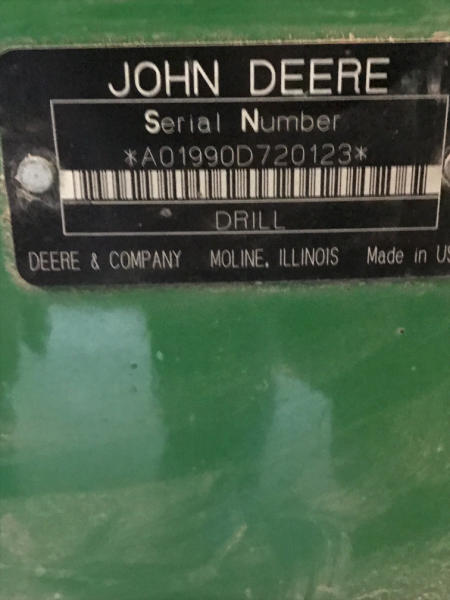 JOHN DEERE
Serial Number
*A01990D720123*
DRILL
DEERE & COMPANY MOLINE, ILLINOIS Made in US